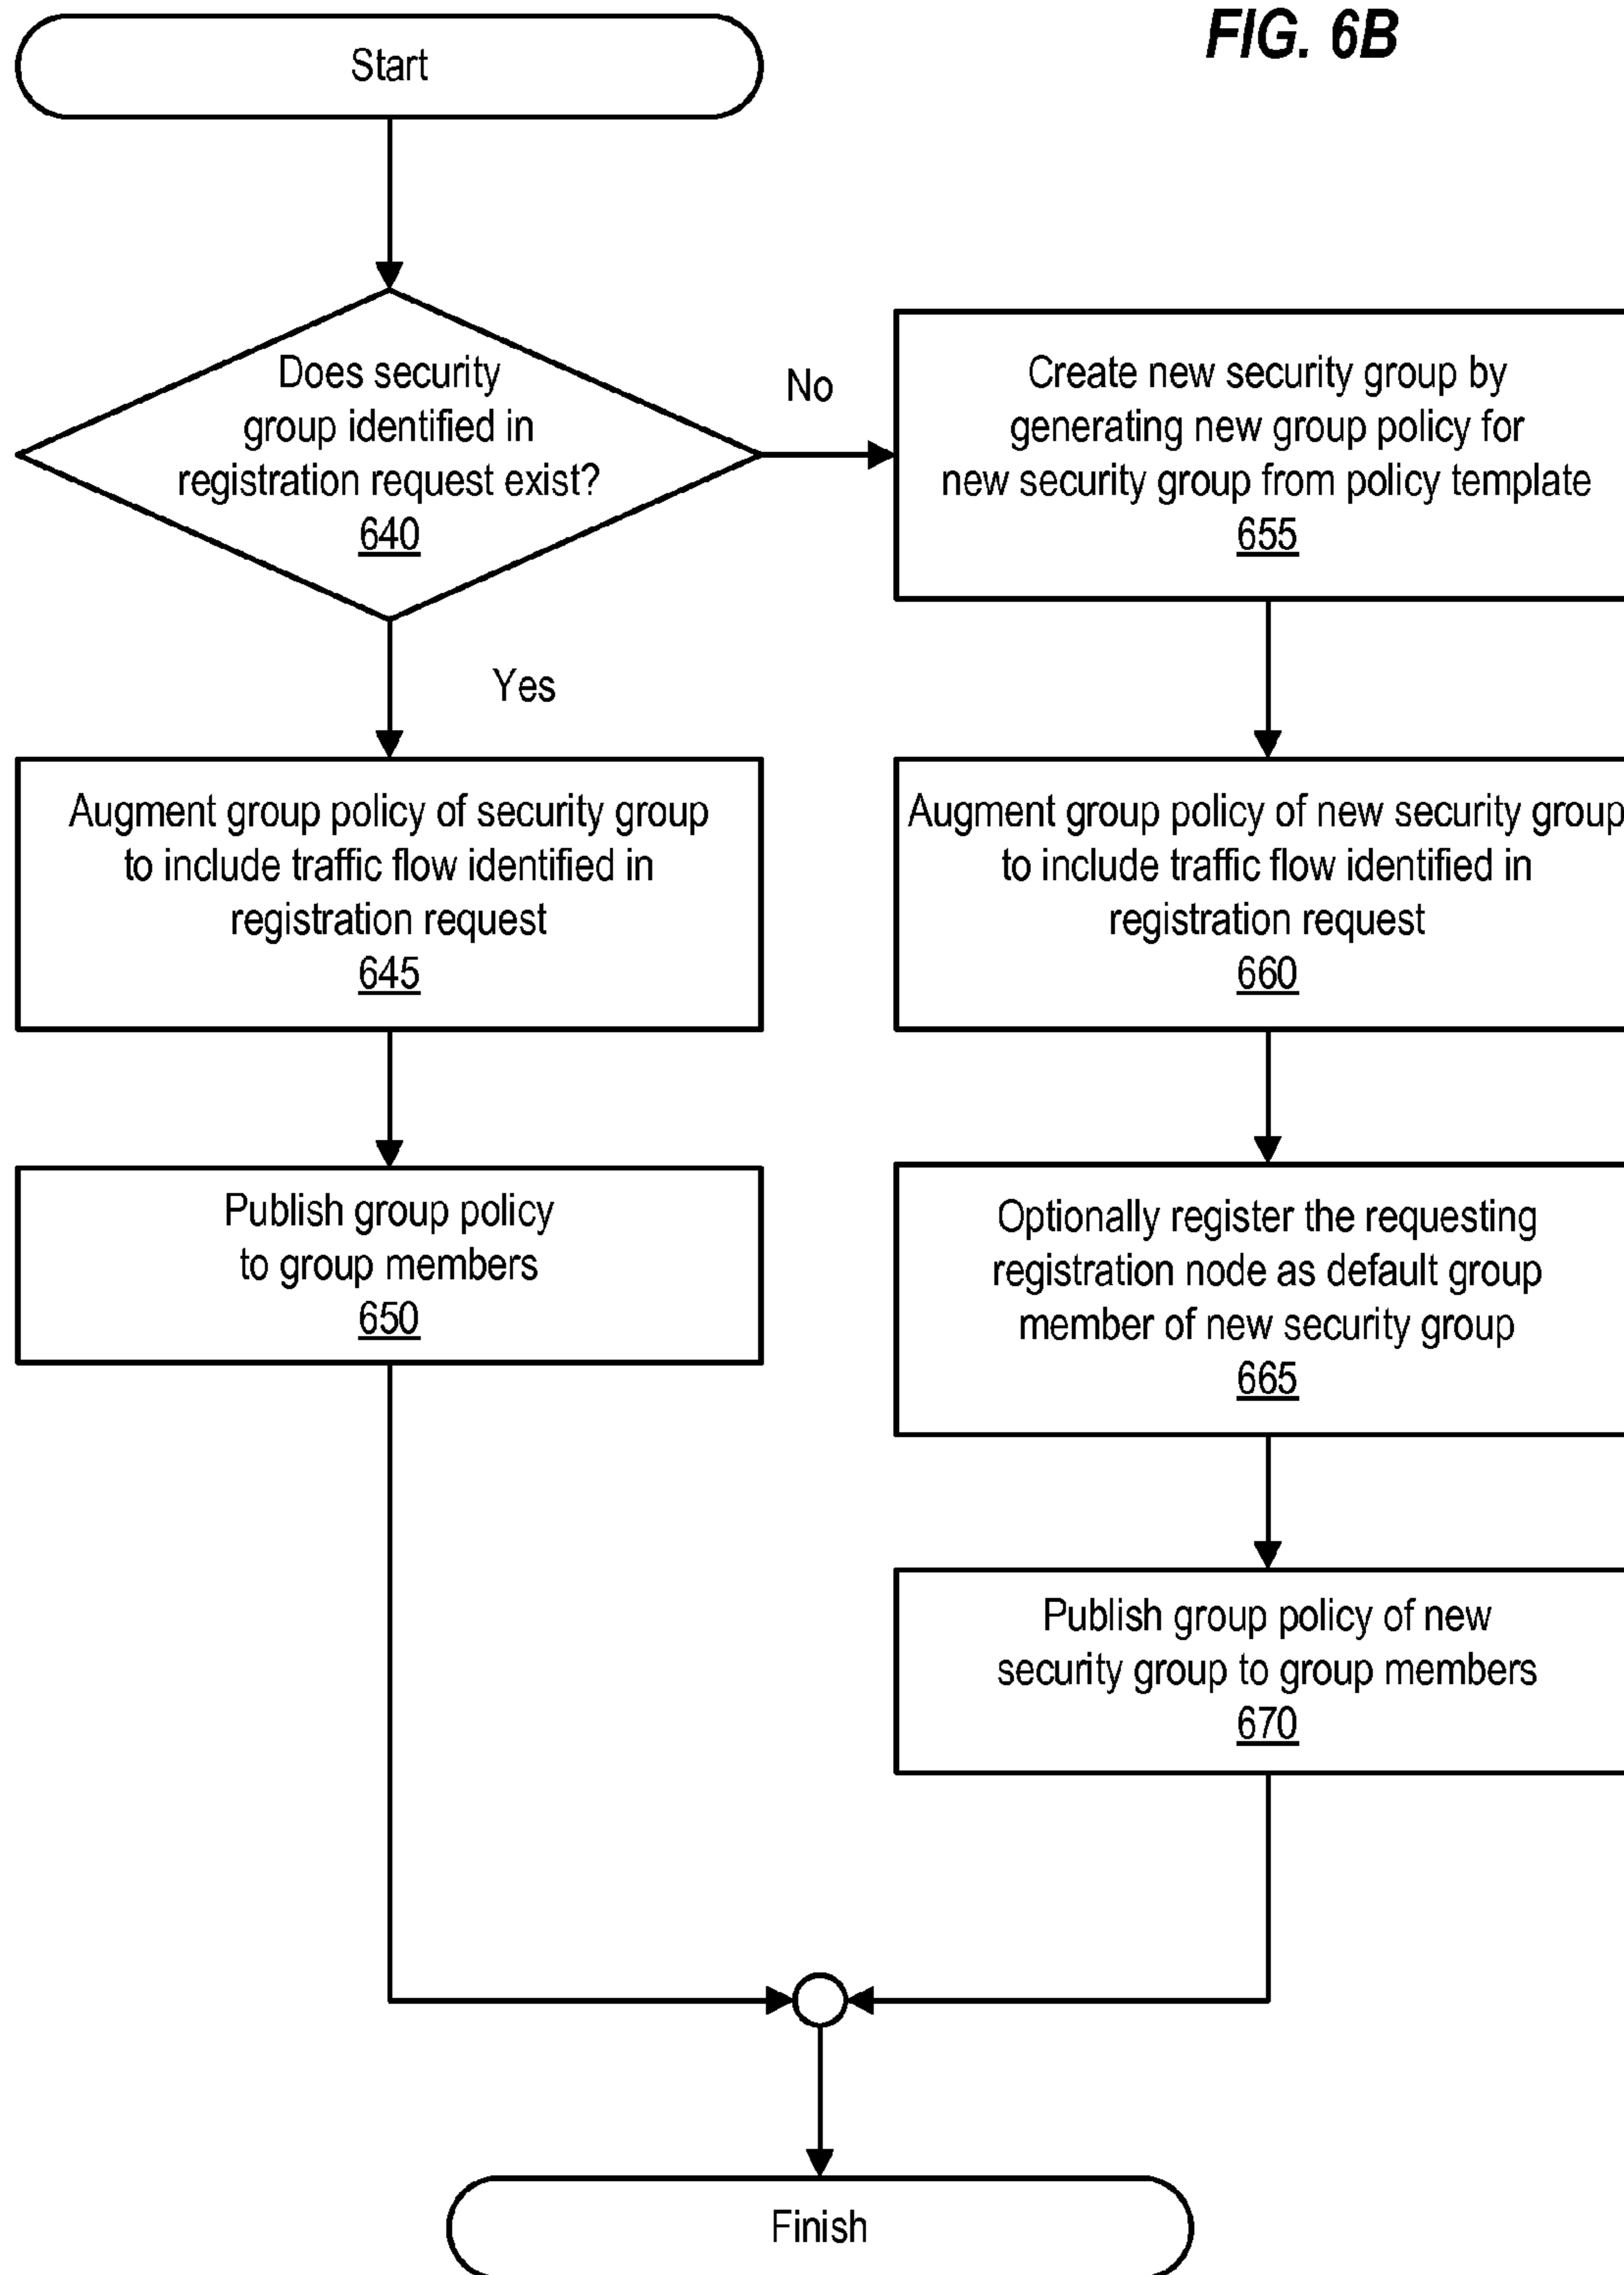 FIG. 6B
Start
Does security
group identified in
registration request exist?
640
No
Yes
Create new security group by
generating new group policy for
new security group from policy template
655
Augment group policy of security group
to include traffic flow identified in
registration request
645
Augment group policy of new security group
to include traffic flow identified in
registration request
660
Publish group policy
to group members
650
Optionally register the requesting
registration node as default group
member of new security group
665
Publish group policy of new
security group to group members
670
Finish